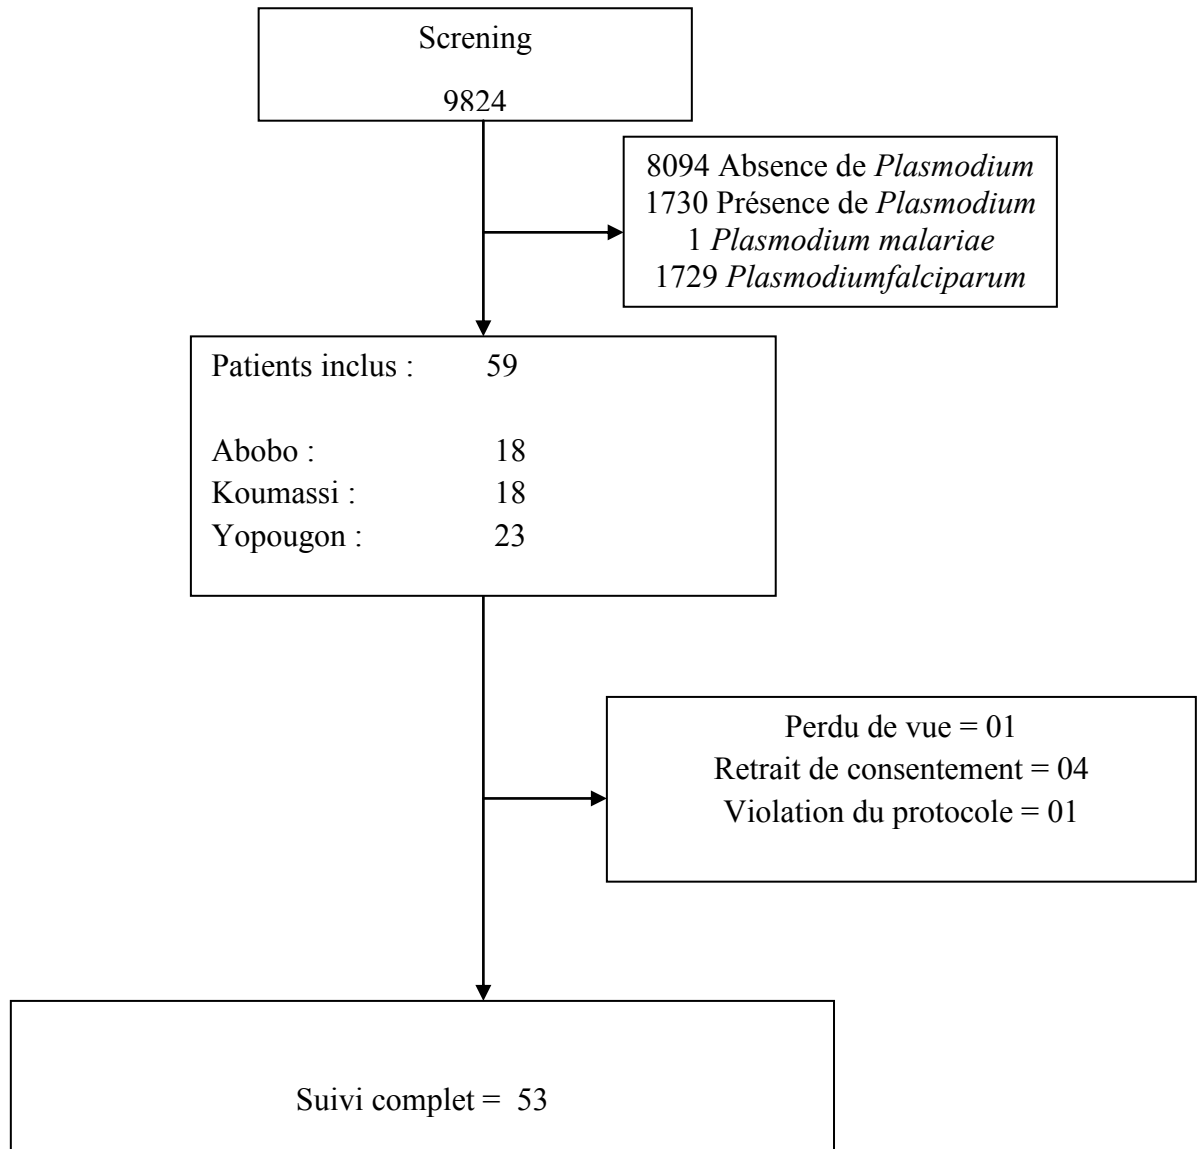 Screning
9824
8094 Absence de Plasmodium
1730 Présence de Plasmodium
1 Plasmodium malariae
1729 Plasmodiumfalciparum
Patients inclus : 59
Abobo : 18
Koumassi : 18
Yopougon : 23
Perdu de vue = 01
Retrait de consentement = 04
Violation du protocole = 01
Suivi complet = 53